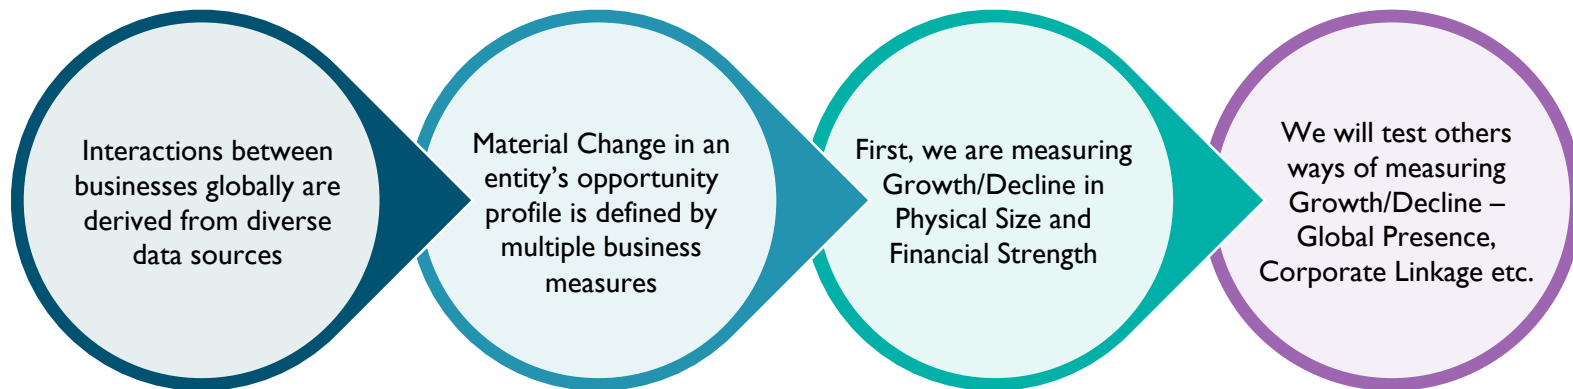 Interactions between
businesses globally are
derived from diverse
data sources
Material Change in an
entity’s opportunity
profile is defined by
multiple business
measures
First, we are measuring
Growth/Decline in
Physical Size and
Financial Strength
We will test others
ways of measuring
Growth/Decline –
Global Presence,
Corporate Linkage etc.